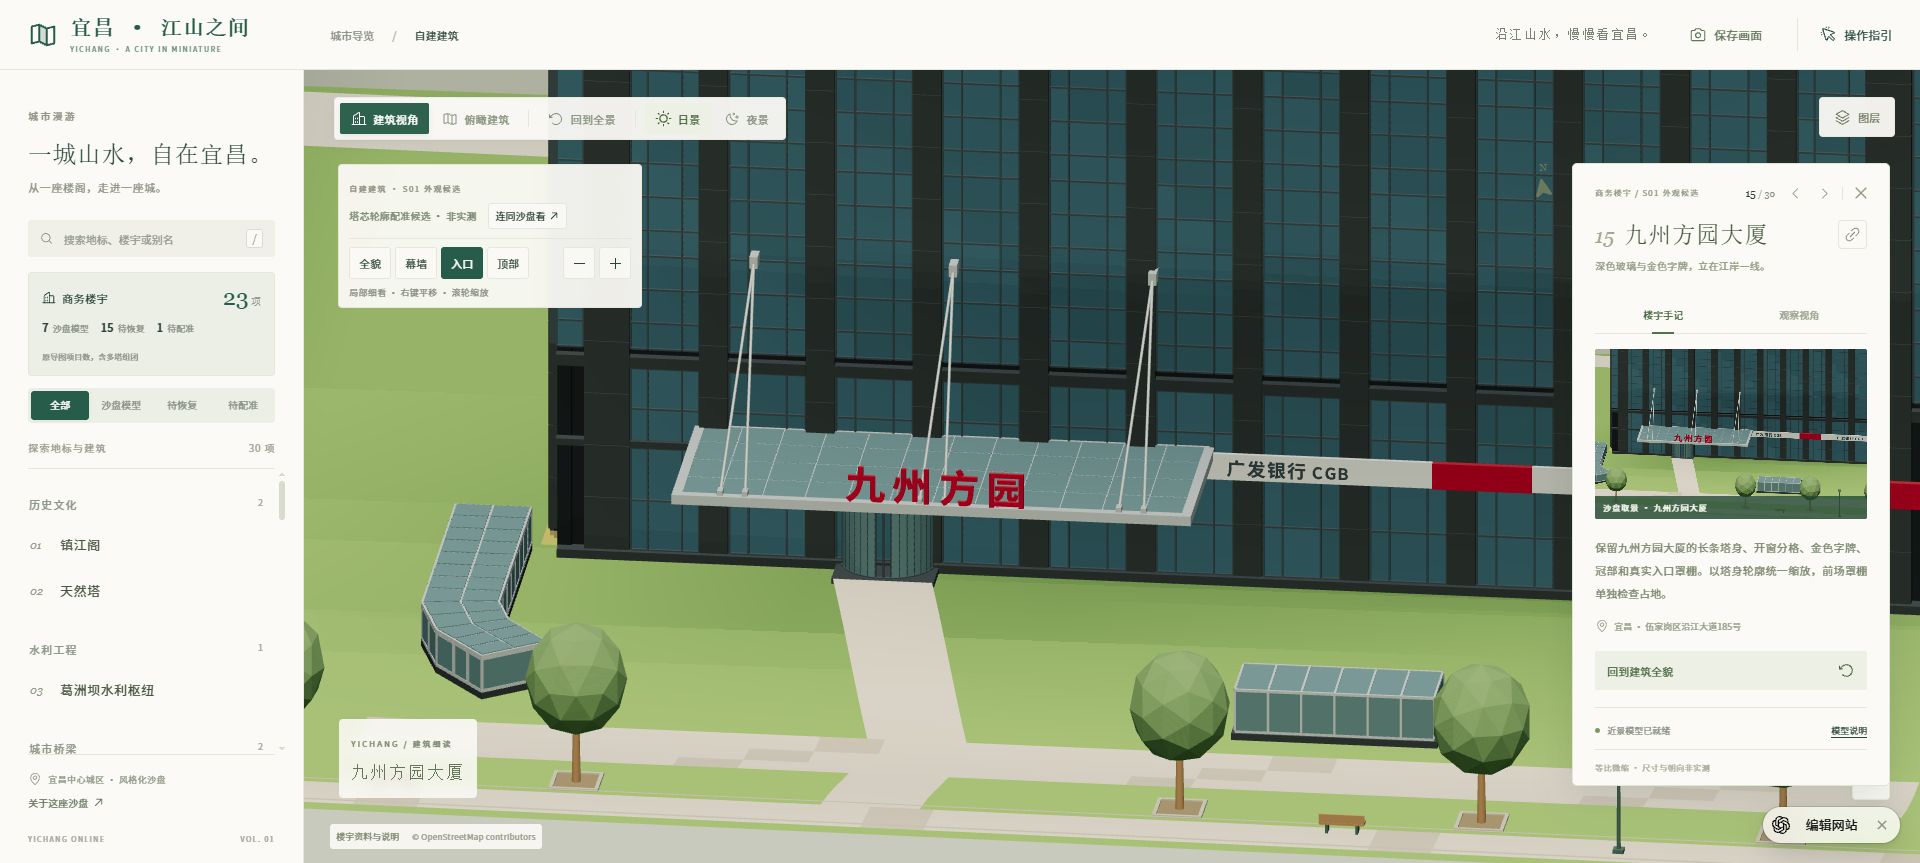 宜昌 • 江山之间
YICHANG • A CITY IN MINIATURE
城市导览 / 自建建筑
沿江山水，慢慢看宜昌。
保存画面
操作指引
城市漫游
一城山水，自在宜昌。
从一座楼阁，走进一座城。
搜索地标、楼宇或别名 /
商务楼宇 23 项
7 沙盘模型 15 待恢复 1 待配准
原导图项目数，含多塔组团
全部 沙盘模型 待恢复 待配准
探索地标与建筑 30 项
历史文化 2
01 镇江阁
02 天然塔
水利工程 1
03 葛洲坝水利枢纽
城市桥梁 2
宜昌中心城区 • 风格化沙盘
关于这座沙盘 ↗
YICHANG ONLINE VOL. 01
建筑视角 俯瞰建筑 回到全景 日景 夜景
自建建筑 • S01 外观候选
塔芯轮廓配准候选 • 非实测 连同沙盘看 ↗
全貌 幕墙 入口 顶部 − +
局部细看 • 右键平移 • 滚轮缩放
九州方园
广发银行 CGB
N
YICHANG / 建筑细读
九州方园大厦
楼宇资料与说明 © OpenStreetMap contributors
图层
商务楼宇 / S01 外观候选 15 / 30
15 九州方园大厦
深色玻璃与金色字牌，立在江岸一线。
楼宇手记 观察视角
九州方园
沙盘取景 • 九州方园大厦
保留九州方园大厦的长条塔身、开窗分格、金色字牌、
冠部和真实入口罩棚。以塔身轮廓统一缩放，前场罩棚
单独检查占地。
宜昌 • 伍家岗区沿江大道185号
回到建筑全貌
近景模型已就绪 模型说明
等比微缩 • 尺寸与朝向非实测
编辑网站